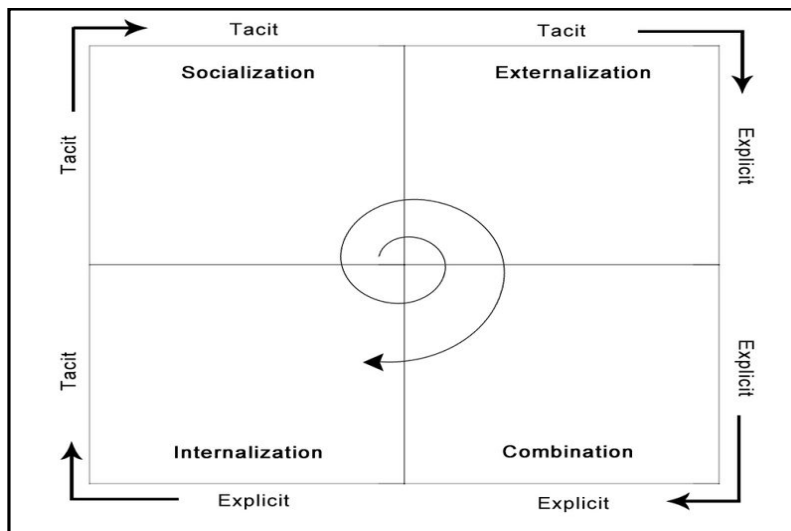 Tacit Tacit
Socialization Externalization
Tacit Explicit
Tacit Explicit
Internalization Combination
Explicit Explicit